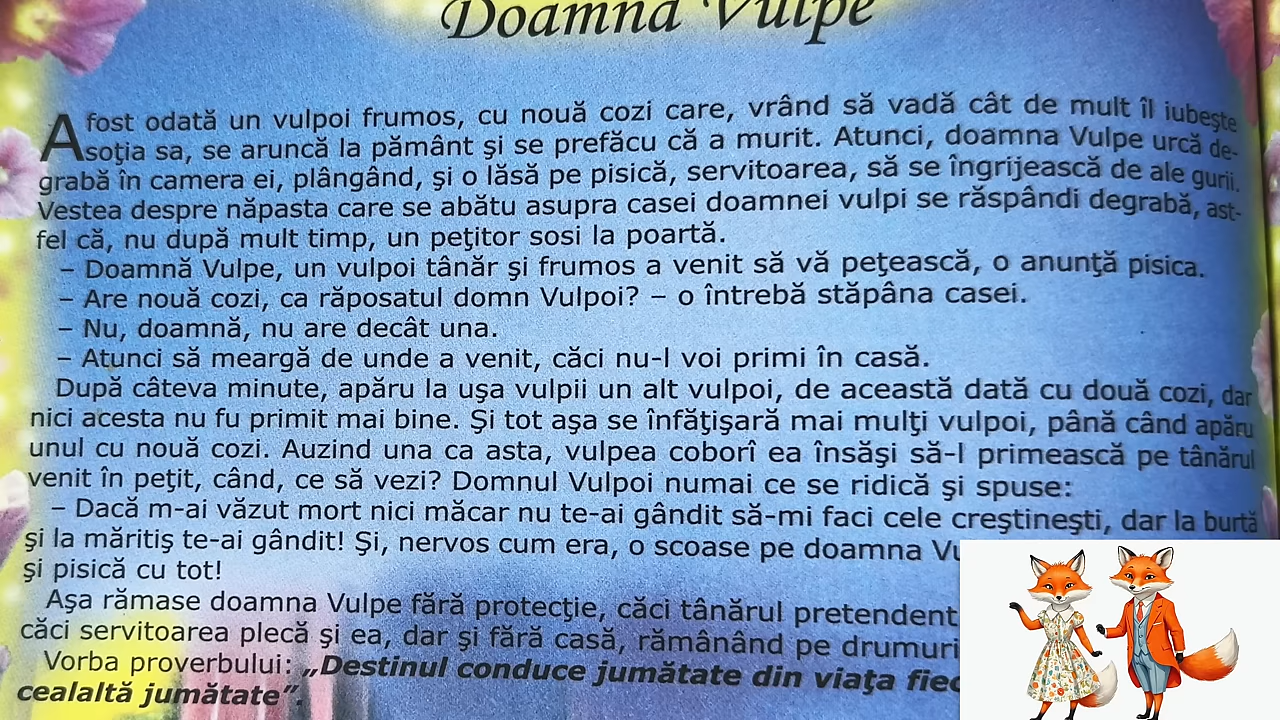 Doamna Vulpe
A fost odată un vulpoi frumos, cu nouă cozi care, vrând să vadă cât de mult îl iubeşte
soţia sa, se aruncă la pământ şi se prefăcu că a murit. Atunci, doamna Vulpe urcă de-
grabă în camera ei, plângând, şi o lăsă pe pisică, servitoarea, să se îngrijească de ale gurii.
Vestea despre năpasta care se abătu asupra casei doamnei vulpi se răspândi degrabă, ast-
fel că, nu după mult timp, un peţitor sosi la poartă.
– Doamnă Vulpe, un vulpoi tânăr şi frumos a venit să vă peţească, o anunţă pisica.
– Are nouă cozi, ca răposatul domn Vulpoi? – o întrebă stăpâna casei.
– Nu, doamnă, nu are decât una.
– Atunci să meargă de unde a venit, căci nu-l voi primi în casă.
După câteva minute, apăru la uşa vulpii un alt vulpoi, de această dată cu două cozi, dar
nici acesta nu fu primit mai bine. Şi tot aşa se înfăţişară mai mulţi vulpoi, până când apăru
unul cu nouă cozi. Auzind una ca asta, vulpea coborî ea însăşi să-l primească pe tânărul
venit în peţit, când, ce să vezi? Domnul Vulpoi numai ce se ridică şi spuse:
– Dacă m-ai văzut mort nici măcar nu te-ai gândit să-mi faci cele creştineşti, dar la burtă
şi la măritiş te-ai gândit! Şi, nervos cum era, o scoase pe doamna
şi pisică cu tot!
Aşa rămase doamna Vulpe fără protecţie, căci tânărul pretendent
căci servitoarea plecă şi ea, dar şi fără casă, rămânând pe drumuri
Vorba proverbului: „Destinul conduce jumătate din viaţa
cealaltă jumătate”.